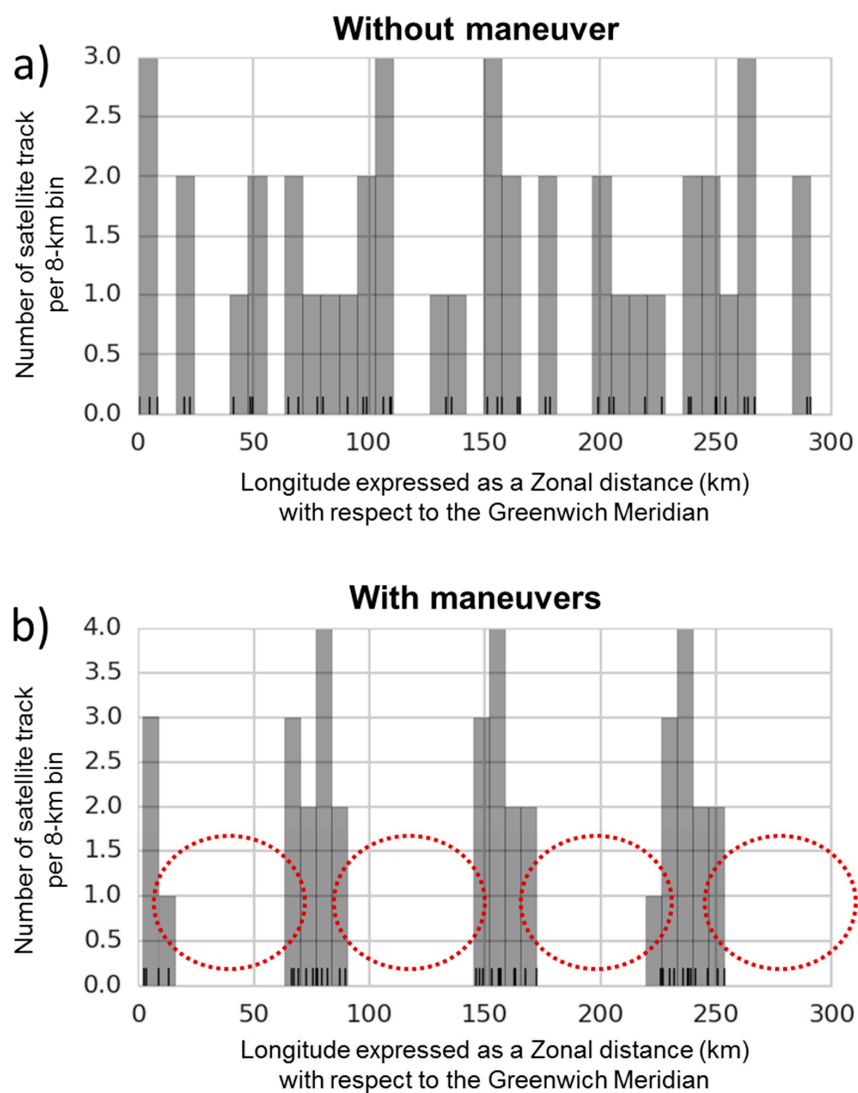 Without maneuver
a)
Number of satellite track
per 8-km bin
3.0
2.5
2.0
1.5
1.0
0.5
0.0
0 50 100 150 200 250 300
Longitude expressed as a Zonal distance (km)
with respect to the Greenwich Meridian
With maneuvers
b)
Number of satellite track
per 8-km bin
4.0
3.5
3.0
2.5
2.0
1.5
1.0
0.5
0.0
0 50 100 150 200 250 300
Longitude expressed as a Zonal distance (km)
with respect to the Greenwich Meridian